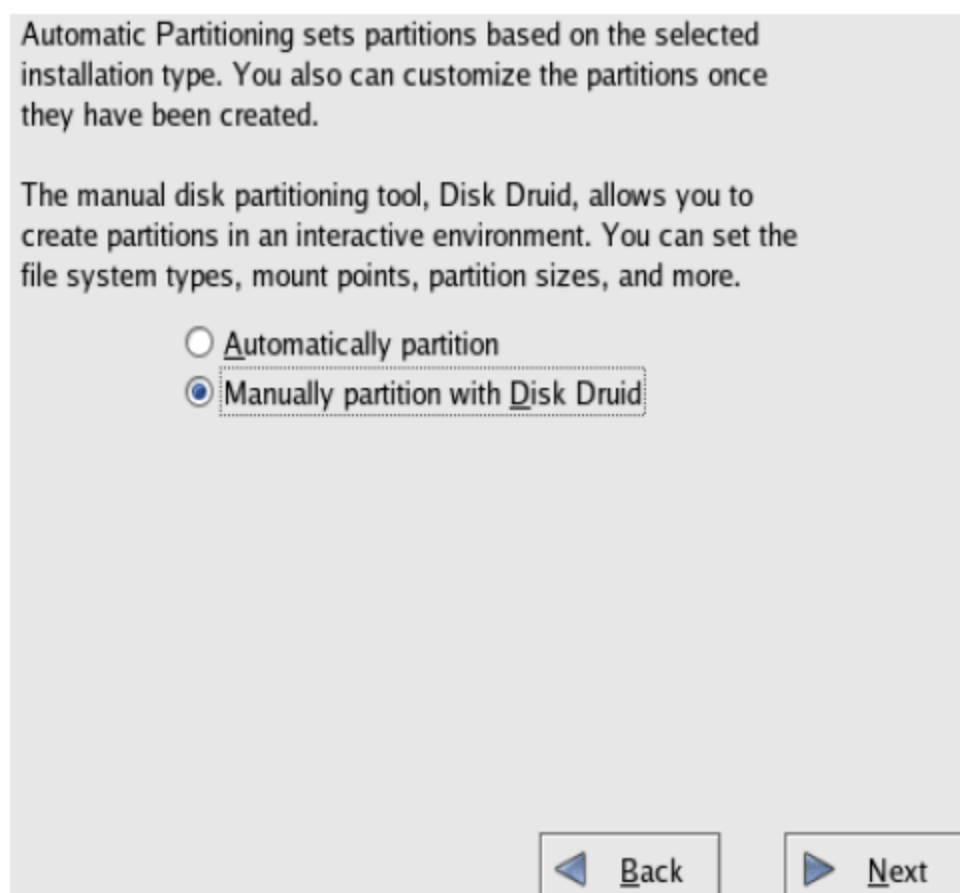 Automatic Partitioning sets partitions based on the selected
installation type. You also can customize the partitions once
they have been created.
The manual disk partitioning tool, Disk Druid, allows you to
create partitions in an interactive environment. You can set the
file system types, mount points, partition sizes, and more.
Automatically partition
Manually partition with Disk Druid
Back Next